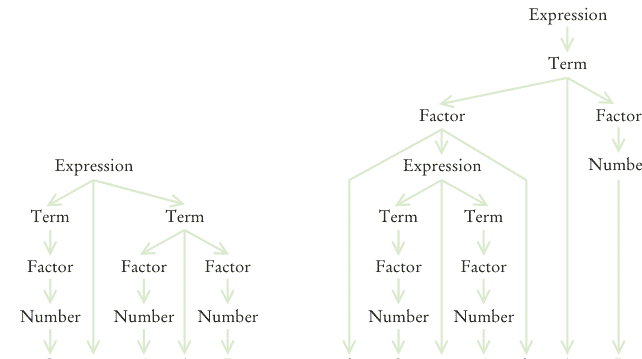 Expression
Term
Factor Factor
Expression Expression Numbe
Term Term Term Term
Factor Factor Factor Factor Factor
Number Number Number Number Number